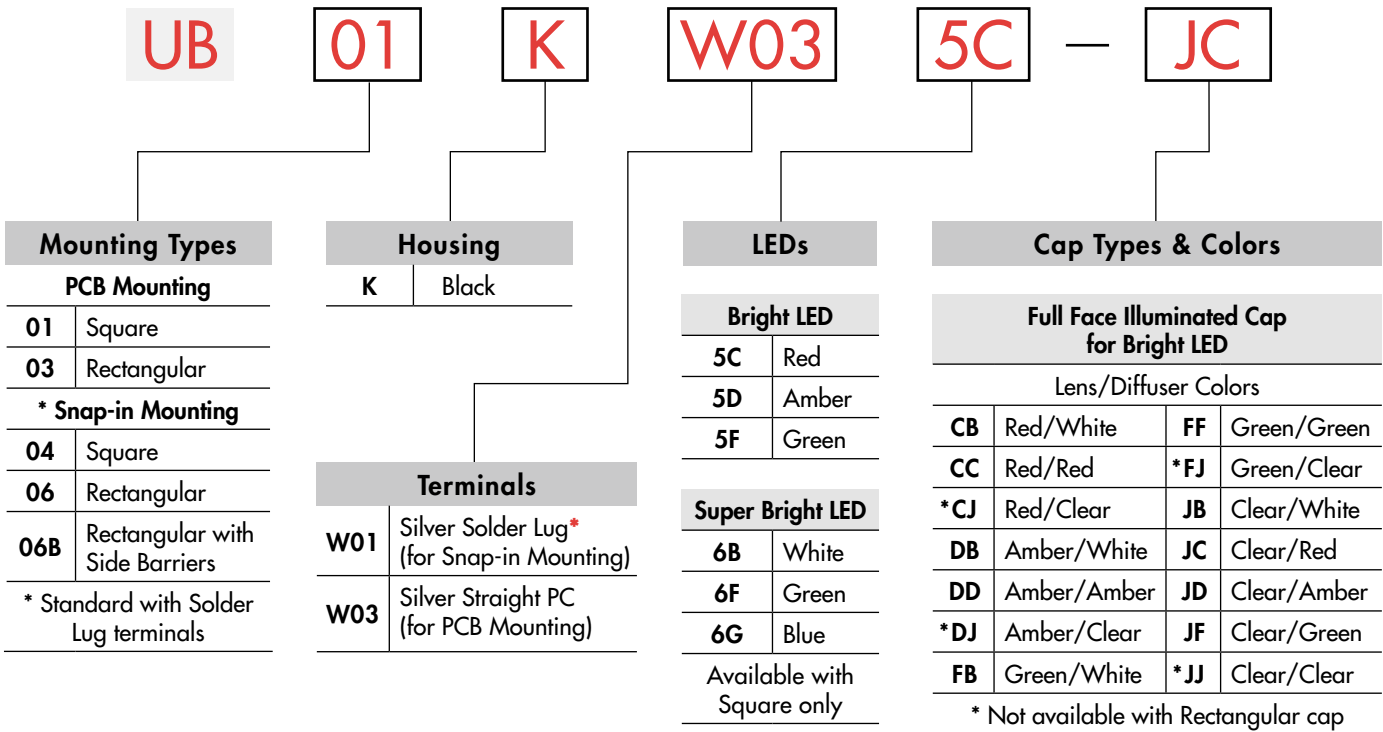 UB 01 K W03 5C — JC
Mounting Types
PCB Mounting
01 Square
03 Rectangular
* Snap-in Mounting
04 Square
06 Rectangular
06B Rectangular with
Side Barriers
* Standard with Solder
Lug terminals
Housing
K Black
Terminals
W01 Silver Solder Lug*
(for Snap-in Mounting)
W03 Silver Straight PC
(for PCB Mounting)
LEDs
Bright LED
5C Red
5D Amber
5F Green
Super Bright LED
6B White
6F Green
6G Blue
Available with
Square only
Cap Types & Colors
Full Face Illuminated Cap
for Bright LED
Lens/Diffuser Colors
CB Red/White FF Green/Green
CC Red/Red *FJ Green/Clear
*CJ Red/Clear JB Clear/White
DB Amber/White JC Clear/Red
DD Amber/Amber JD Clear/Amber
*DJ Amber/Clear JF Clear/Green
FB Green/White *JJ Clear/Clear
* Not available with Rectangular cap